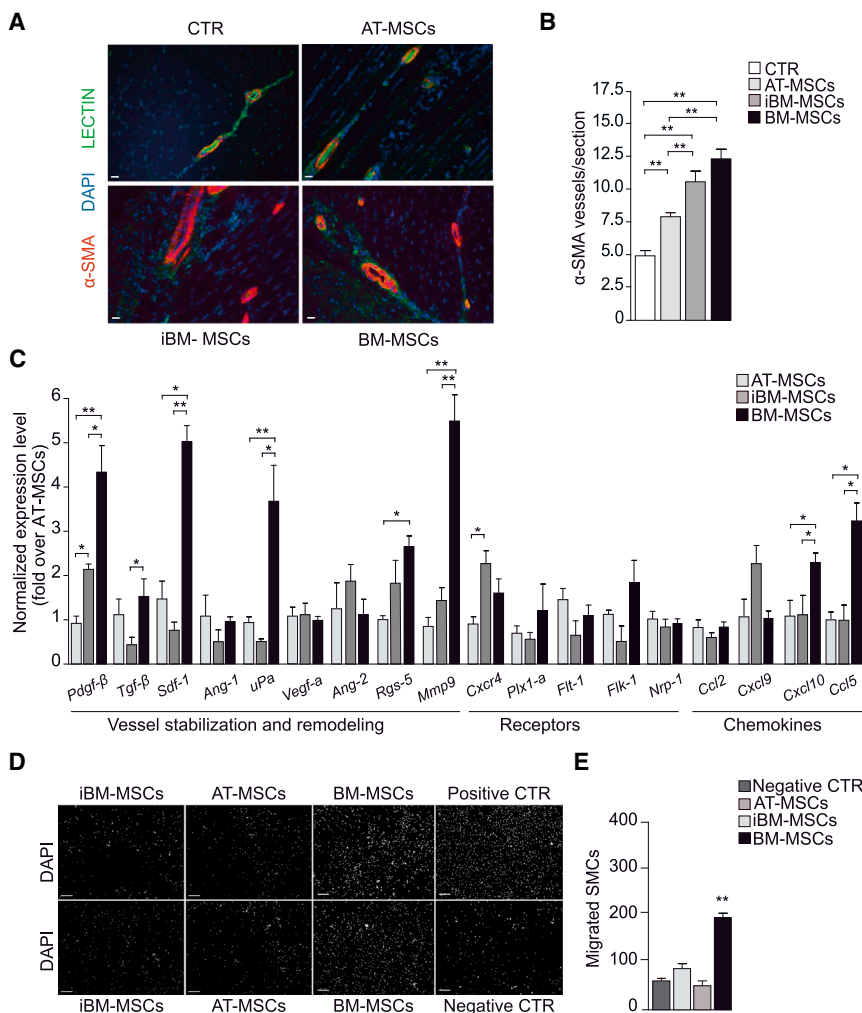 A
CTR
AT-MSCs
LECTIN
DAPI
α-SMA
iBM- MSCs
BM-MSCs
B
CTR
AT-MSCs
iBM-MSCs
BM-MSCs
α-SMA vessels/section
17.5
15.0
12.5
10.0
7.5
5.0
2.5
0
**
**
**
**
**
C
AT-MSCs
iBM-MSCs
BM-MSCs
Normalized expression level
(fold over AT-MSCs)
6
5
4
3
2
1
0
** * * * * ** ** * * ** ** * * * * *
Pdgf-β Tgf-β Sdf-1 Ang-1 uPa Vegf-a Ang-2 Rgs-5 Mmp9 Cxcr4 Plx1-a Flt-1 Flk-1 Nrp-1 Ccl2 Cxcl9 Cxcl10 Ccl5
Vessel stabilization and remodeling Receptors Chemokines
D
iBM-MSCs AT-MSCs BM-MSCs Positive CTR
DAPI
DAPI
iBM-MSCs AT-MSCs BM-MSCs Negative CTR
E
Negative CTR
AT-MSCs
iBM-MSCs
BM-MSCs
Migrated SMCs
400
300
200
100
0
**